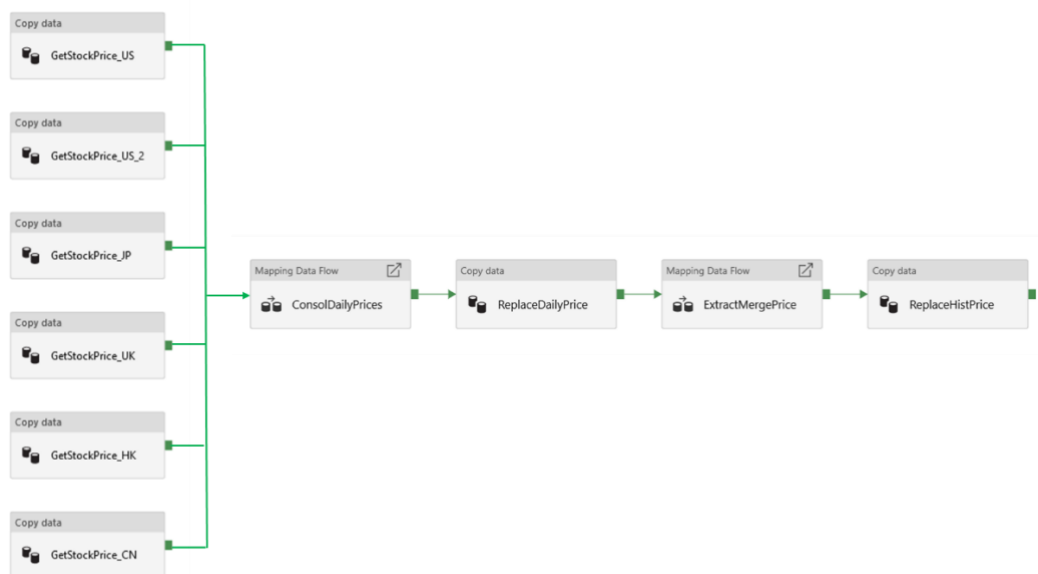 Copy data
GetStockPrice_US
Copy data
GetStockPrice_US_2
Copy data
GetStockPrice_JP
Copy data
GetStockPrice_UK
Copy data
GetStockPrice_HK
Copy data
GetStockPrice_CN
Mapping Data Flow
ConsolDailyPrices
Copy data
ReplaceDailyPrice
Mapping Data Flow
ExtractMergePrice
Copy data
ReplaceHistPrice